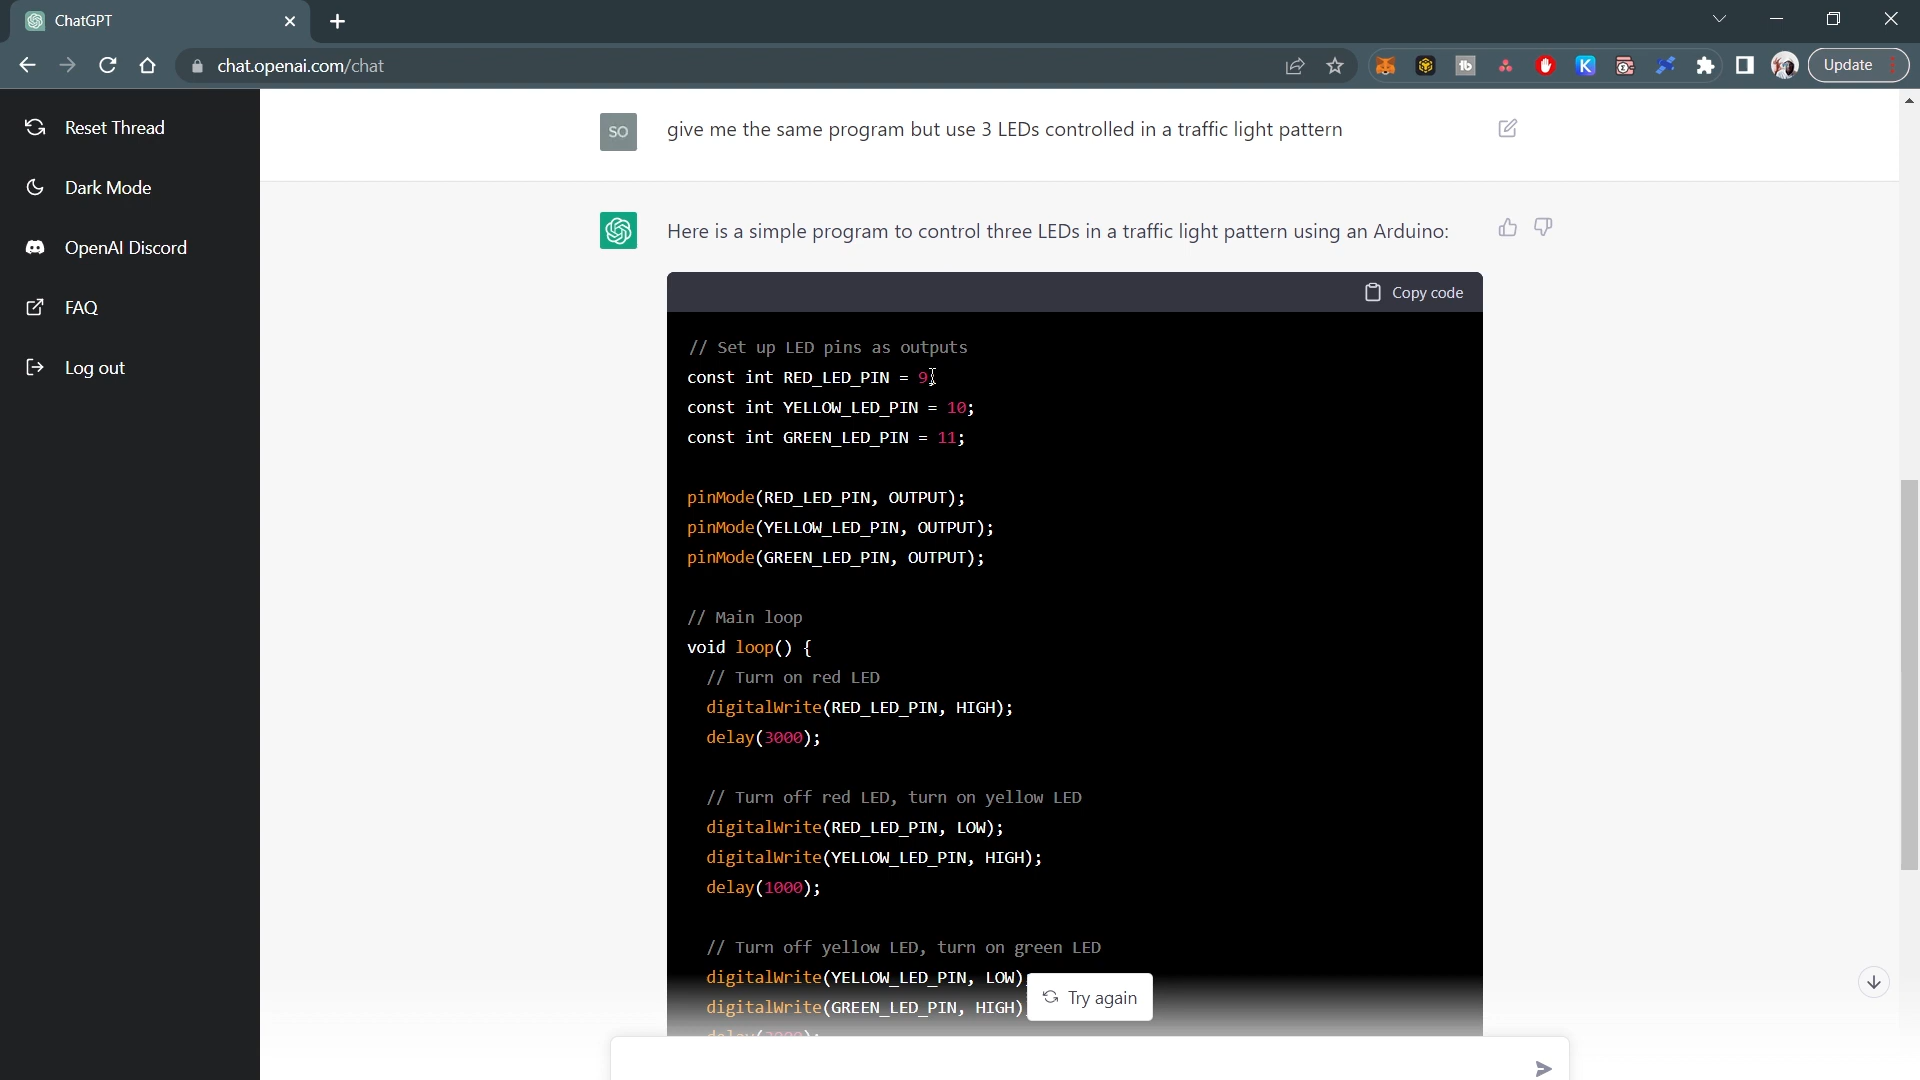 ChatGPT
chat.openai.com/chat
Update
Reset Thread
Dark Mode
OpenAI Discord
FAQ
Log out
SO
give me the same program but use 3 LEDs controlled in a traffic light pattern
Here is a simple program to control three LEDs in a traffic light pattern using an Arduino:
Copy code
// Set up LED pins as outputs
const int RED_LED_PIN = 9;
const int YELLOW_LED_PIN = 10;
const int GREEN_LED_PIN = 11;
pinMode(RED_LED_PIN, OUTPUT);
pinMode(YELLOW_LED_PIN, OUTPUT);
pinMode(GREEN_LED_PIN, OUTPUT);
// Main loop
void loop() {
// Turn on red LED
digitalWrite(RED_LED_PIN, HIGH);
delay(3000);
// Turn off red LED, turn on yellow LED
digitalWrite(RED_LED_PIN, LOW);
digitalWrite(YELLOW_LED_PIN, HIGH);
delay(1000);
// Turn off yellow LED, turn on green LED
digitalWrite(YELLOW_LED_PIN, LOW)
digitalWrite(GREEN_LED_PIN, HIGH)
Try again